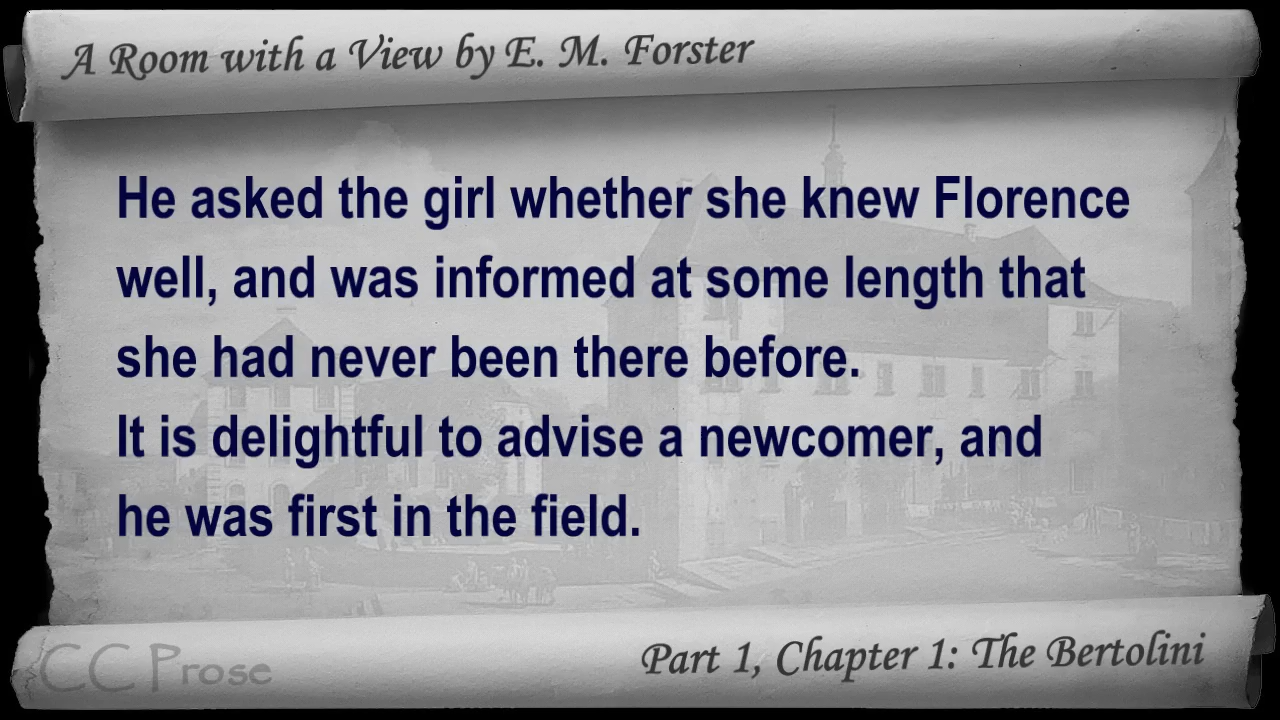 A Room with a View by E. M. Forster
He asked the girl whether she knew Florence
well, and was informed at some length that
she had never been there before.
It is delightful to advise a newcomer, and
he was first in the field.
CC Prose
Part 1, Chapter 1: The Bertolini